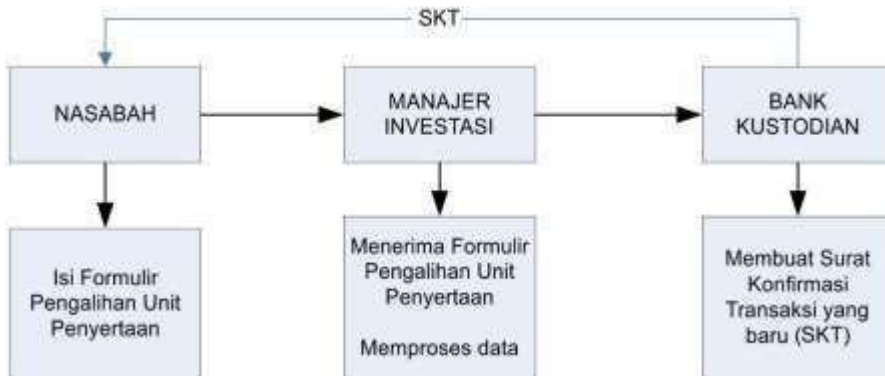 SKT
NASABAH
MANAJER
INVESTASI
BANK
KUSTODIAN
Isi Formulir
Pengalihan Unit
Penyertaan
Menerima Formulir
Pengalihan Unit
Penyertaan
Memproses data
Membuat Surat
Konfirmasi
Transaksi yang
baru (SKT)